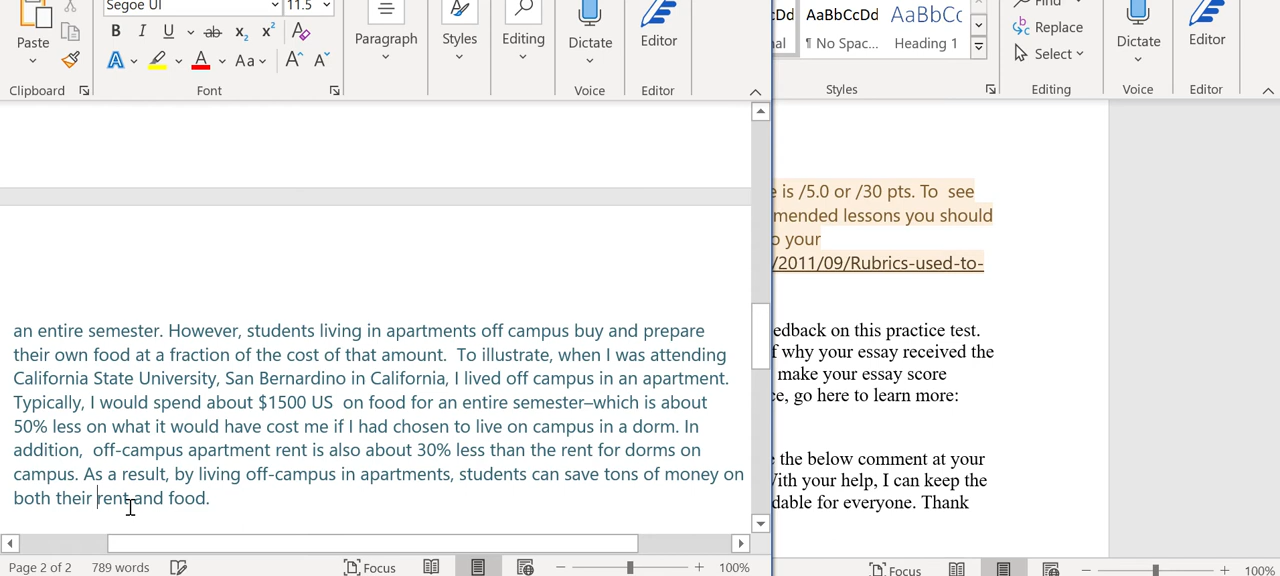 Segoe UI 11.5
Paste
B I U ab x₂ x² A
A A Aa A A
Clipboard
Font
Paragraph
Styles
Editing
Dictate
Voice
Editor
Editor
AaBbCcDd AaBbCc
¶ No Spac... Heading 1
Styles
Find
Replace
Select
Editing
Dictate
Voice
Editor
Editor
an entire semester. However, students living in apartments off campus buy and prepare
their own food at a fraction of the cost of that amount.  To illustrate, when I was attending
California State University, San Bernardino in California, I lived off campus in an apartment.
Typically, I would spend about $1500 US  on food for an entire semester–which is about
50% less on what it would have cost me if I had chosen to live on campus in a dorm. In
addition,  off-campus apartment rent is also about 30% less than the rent for dorms on
campus. As a result, by living off-campus in apartments, students can save tons of money on
both their rent and food.
is /5.0 or /30 pts. To  see
mended lessons you should
o your
/2011/09/Rubrics-used-to-
edback on this practice test.
f why your essay received the
make your essay score
ce, go here to learn more:
e the below comment at your
With your help, I can keep the
dable for everyone. Thank
Page 2 of 2 789 words Focus 100%
Focus 100%